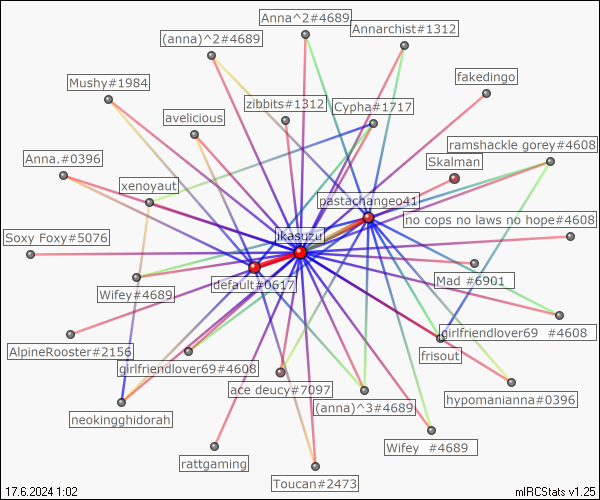 Anna^2#4689
Annarchist#1312
(anna)^2#4689
fakedingo
Mushy#1984
zibbits#1312
Cypha#1717
avelicious
ramshackle gorey#4608
Anna.#0396
Skalman
xenoyaut
pastachangeo41
no cops no laws no hope#4608
Soxy Foxy#5076
ikasuzu
default#0617
Mad #6901
Wifey#4689
girlfriendlover69 #4608
AlpineRooster#2156
frisout
girlfriendlover69#4608
ace deucy#7097
hypomanianna#0396
(anna)^3#4689
neokingghidorah
Wifey #4689
rattgaming
Toucan#2473
17.6.2024 1:02
mIRCStats v1.25